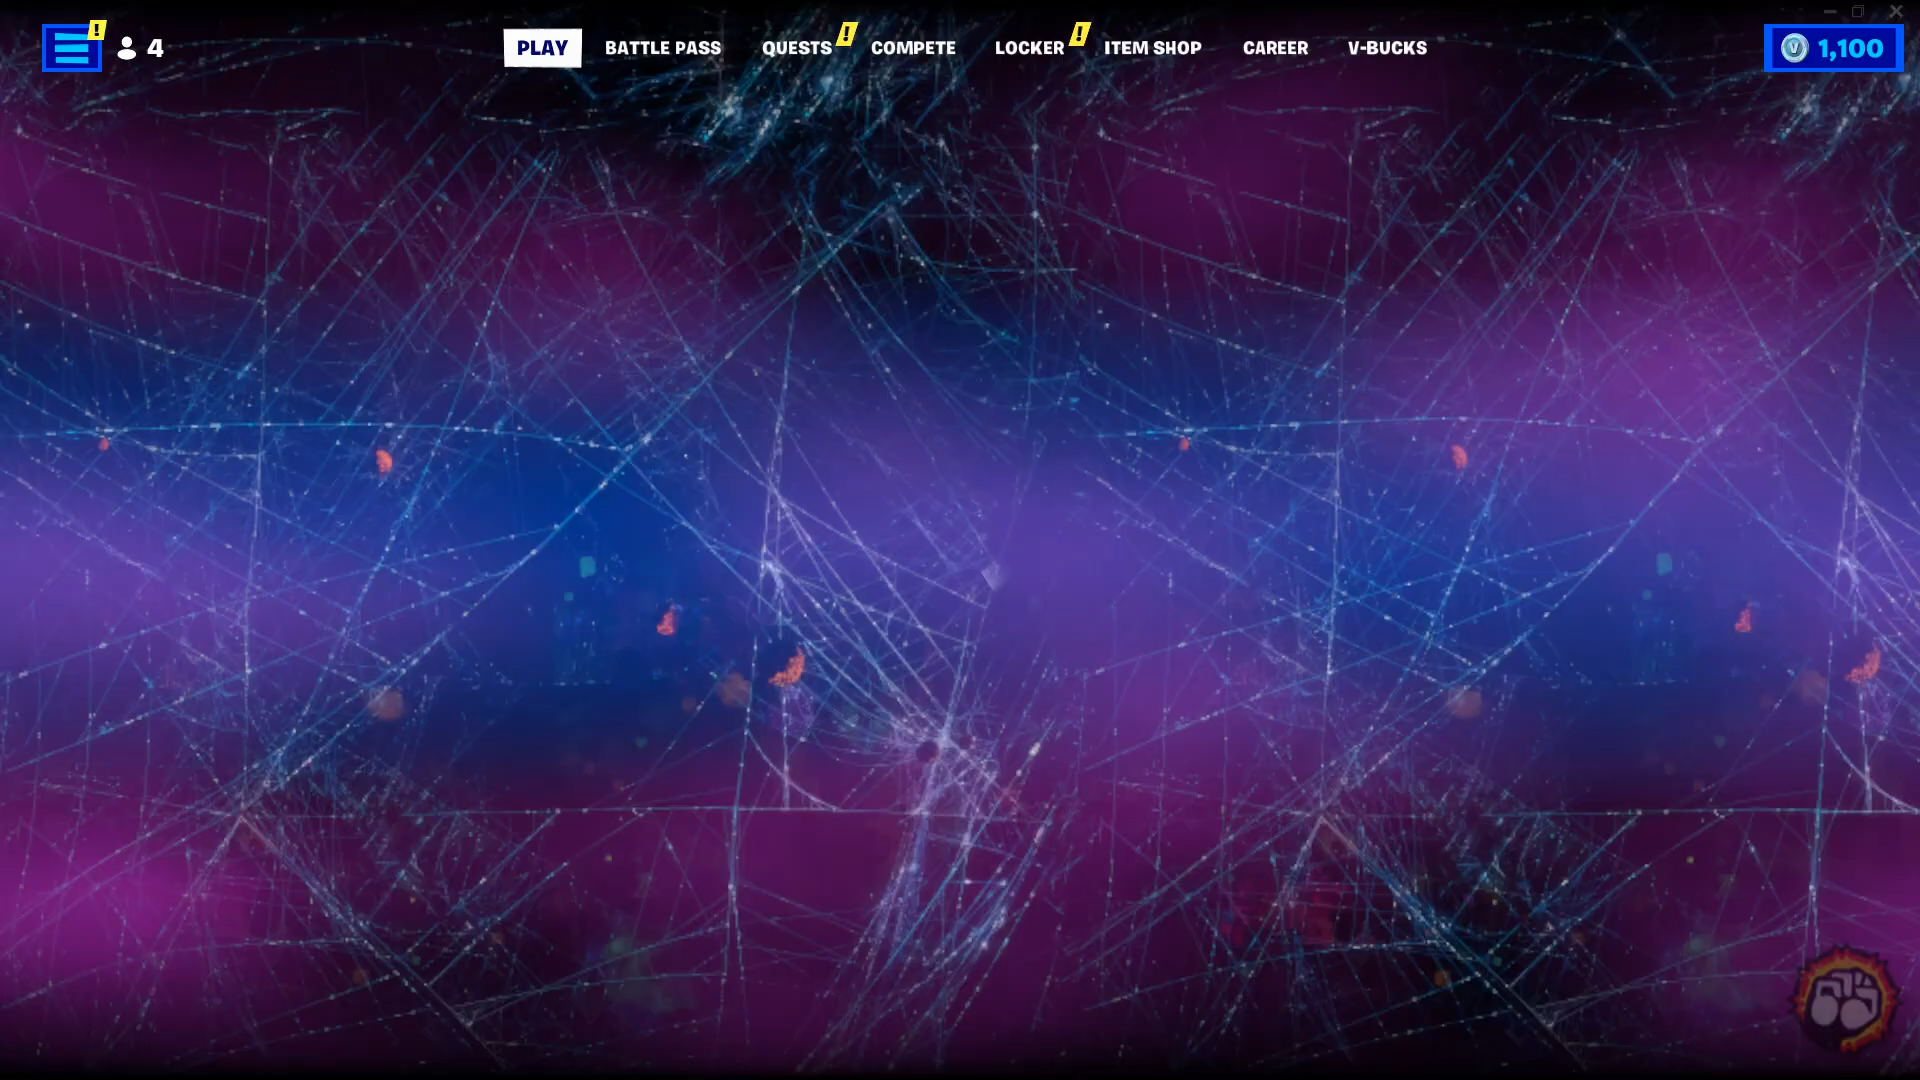 ! 4 PLAY BATTLE PASS QUESTS ! COMPETE LOCKER ! ITEM SHOP CAREER V-BUCKS V 1,100